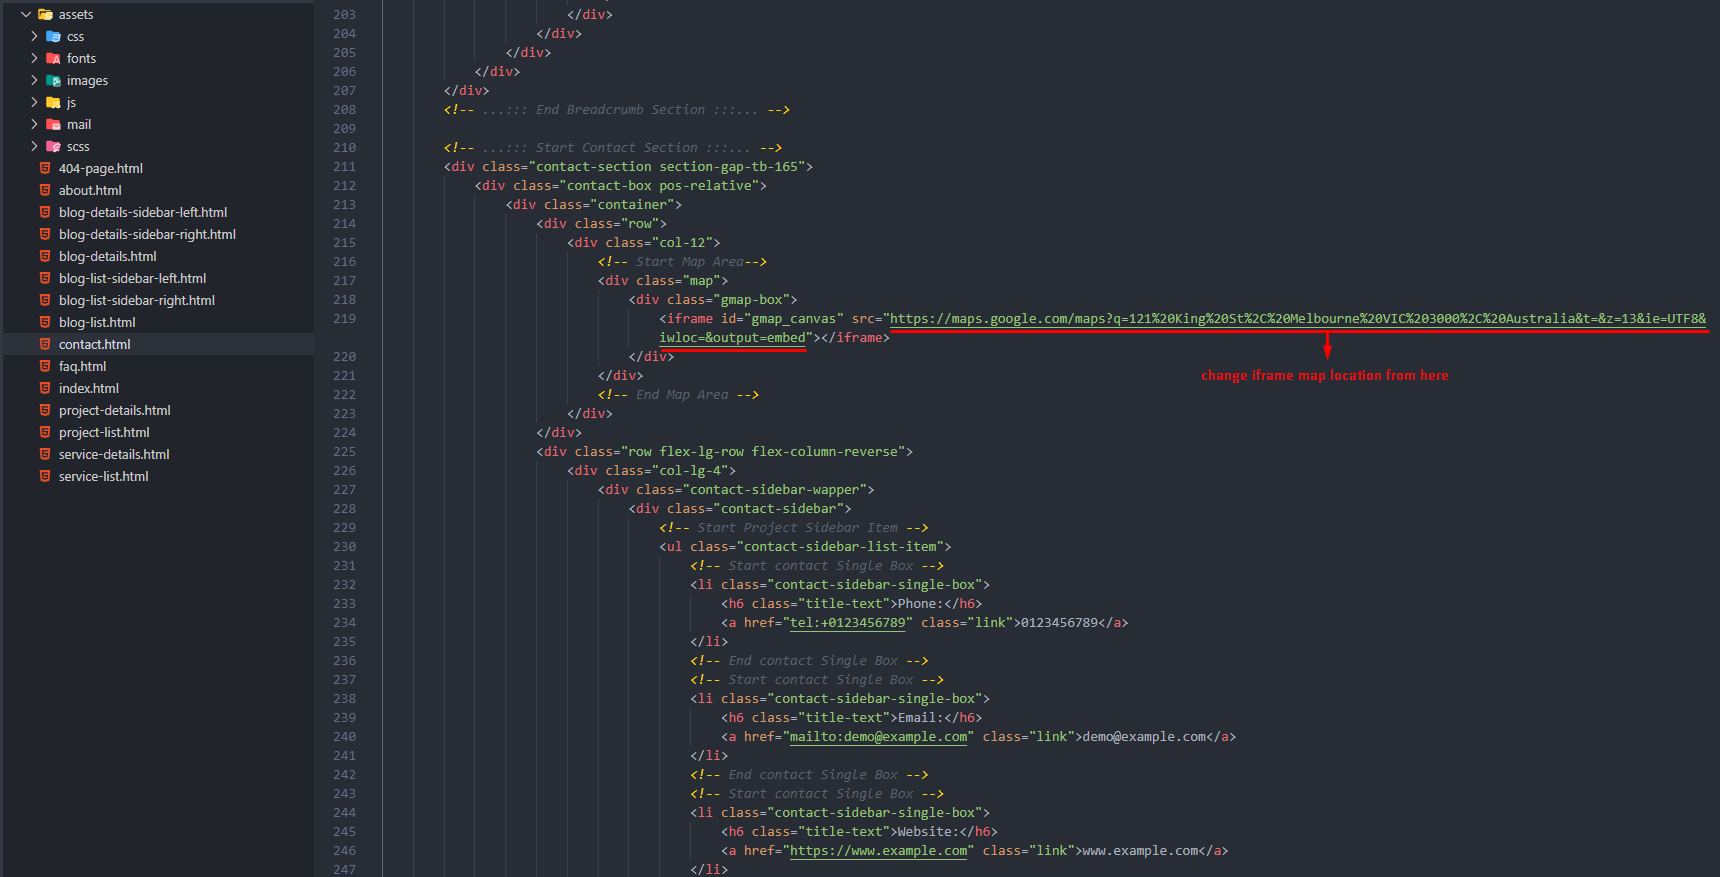 assets
css
fonts
images
js
mail
scss
404-page.html
about.html
blog-details-sidebar-left.html
blog-details-sidebar-right.html
blog-details.html
blog-list-sidebar-left.html
blog-list-sidebar-right.html
blog-list.html
contact.html
faq.html
index.html
project-details.html
project-list.html
service-details.html
service-list.html
203 </div>
204 </div>
205 </div>
206 </div>
207 </div>
208 <!-- ...::: End Breadcrumb Section :::... -->
209
210 <!-- ...::: Start Contact Section :::... -->
211 <div class="contact-section section-gap-tb-165">
212 <div class="contact-box pos-relative">
213 <div class="container">
214 <div class="row">
215 <div class="col-12">
216 <!-- Start Map Area-->
217 <div class="map">
218 <div class="gmap-box">
219 <iframe id="gmap_canvas" src="https://maps.google.com/maps?q=121%20King%20St%2C%20Melbourne%20VIC%203000%2C%20Australia&t=&z=13&ie=UTF8&
iwloc=&output=embed"></iframe>
220 </div>
221 </div>
222 <!-- End Map Area -->
223 </div>
224 </div>
225 <div class="row flex-lg-row flex-column-reverse">
226 <div class="col-lg-4">
227 <div class="contact-sidebar-wapper">
228 <div class="contact-sidebar">
229 <!-- Start Project Sidebar Item -->
230 <ul class="contact-sidebar-list-item">
231 <!-- Start contact Single Box -->
232 <li class="contact-sidebar-single-box">
233 <h6 class="title-text">Phone:</h6>
234 <a href="tel:+0123456789" class="link">0123456789</a>
235 </li>
236 <!-- End contact Single Box -->
237 <!-- Start contact Single Box -->
238 <li class="contact-sidebar-single-box">
239 <h6 class="title-text">Email:</h6>
240 <a href="mailto:demo@example.com" class="link">demo@example.com</a>
241 </li>
242 <!-- End contact Single Box -->
243 <!-- Start contact Single Box -->
244 <li class="contact-sidebar-single-box">
245 <h6 class="title-text">Website:</h6>
246 <a href="https://www.example.com" class="link">www.example.com</a>
247 </li>
change iframe map location from here